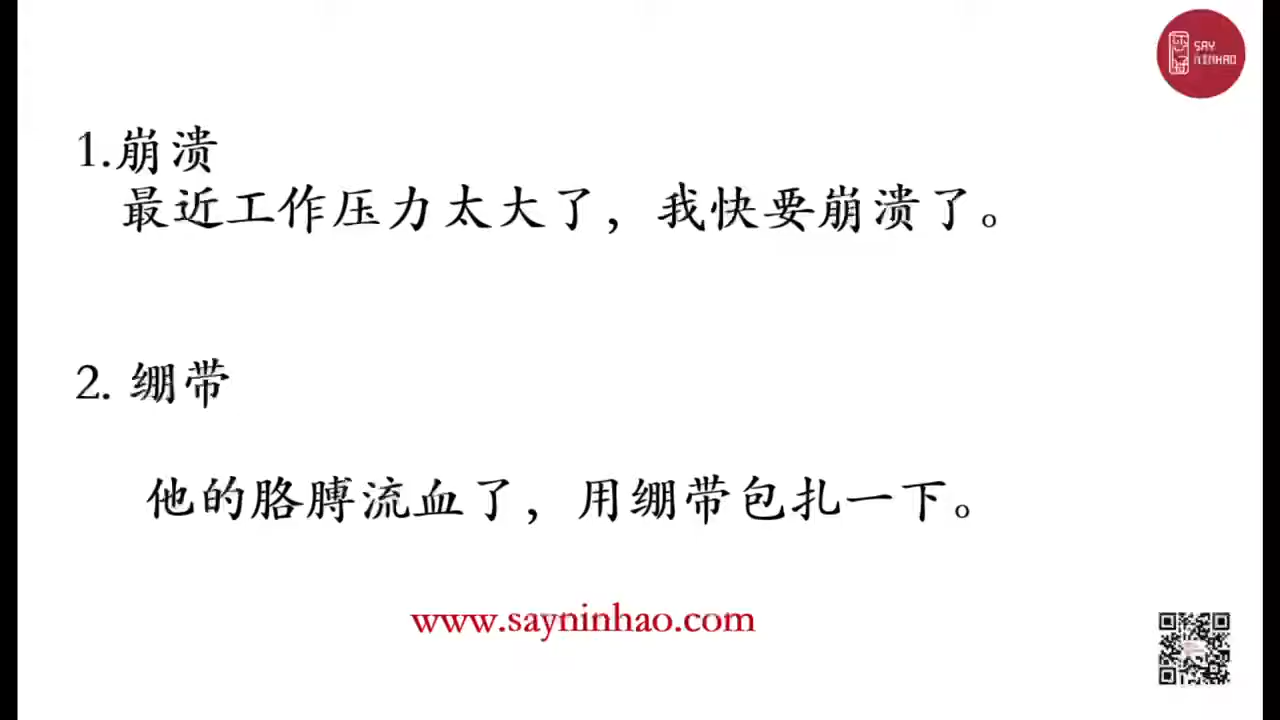 SAY
NINHAO
1.崩溃
最近工作压力太大了，我快要崩溃了。
2. 绷带
他的胳膊流血了，用绷带包扎一下。
www.sayninhao.com